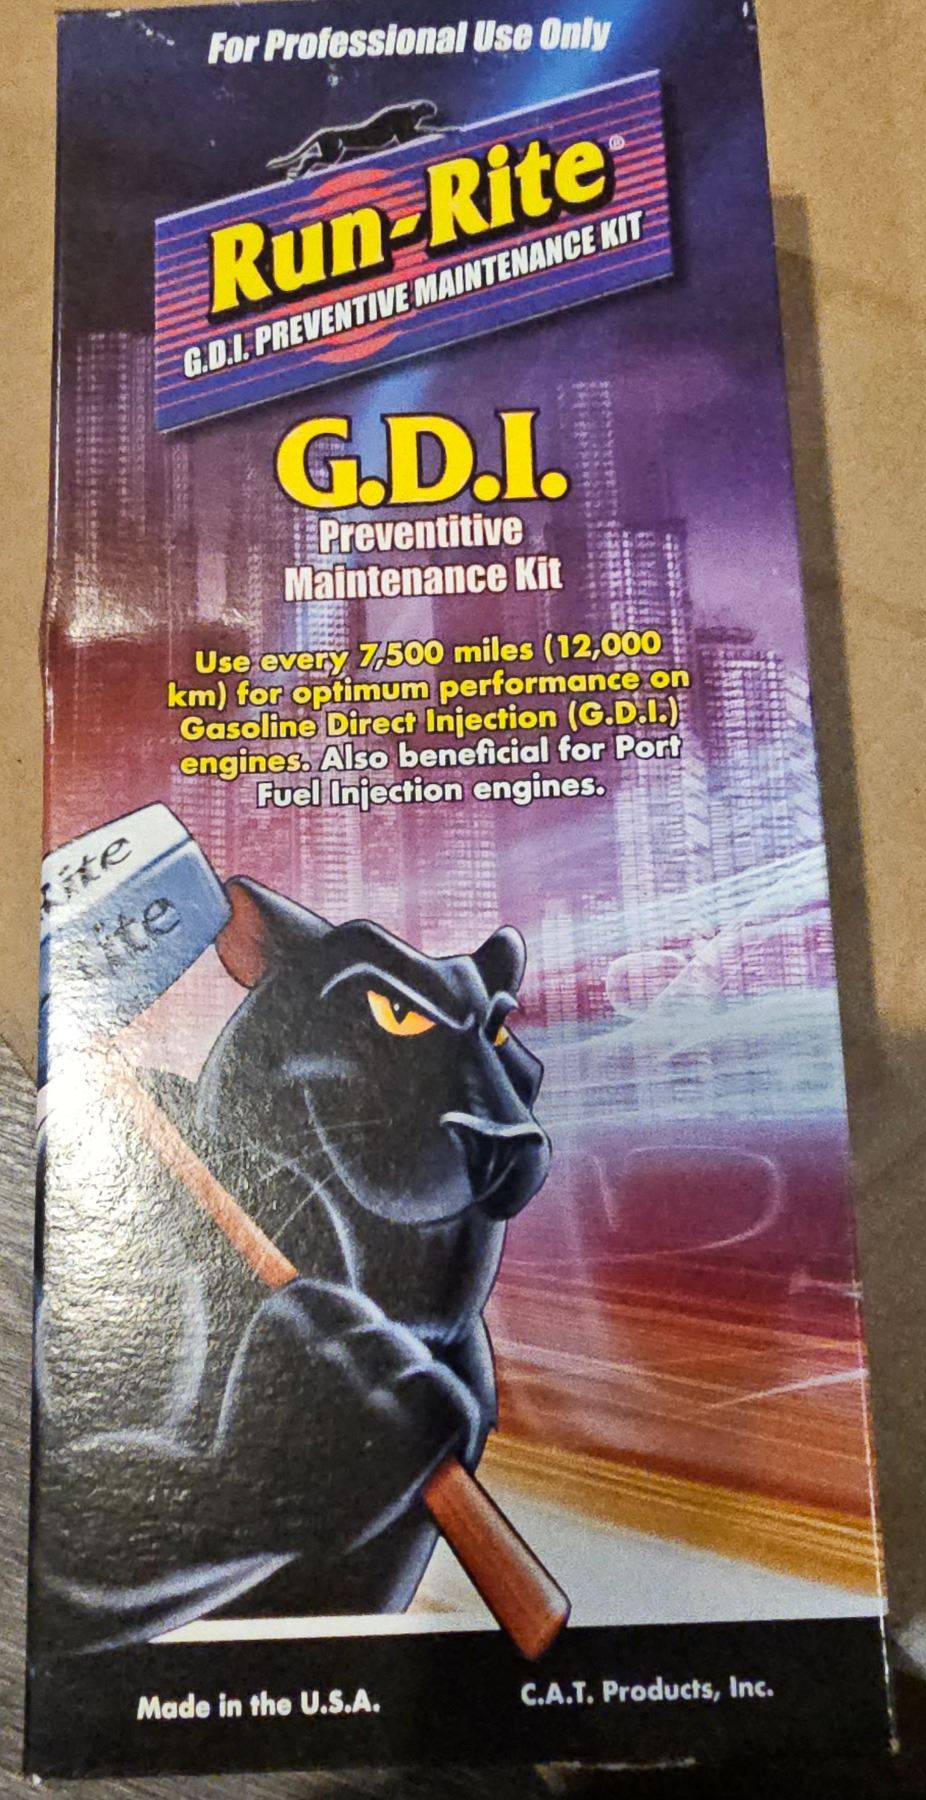 For Professional Use Only
Run-Rite®
G.D.I. PREVENTIVE MAINTENANCE KIT
G.D.I.
Preventitive
Maintenance Kit
Use every 7,500 miles (12,000
km) for optimum performance on
Gasoline Direct Injection (G.D.I.)
engines. Also beneficial for Port
Fuel Injection engines.
Rite
Rite
Made in the U.S.A.
C.A.T. Products, Inc.